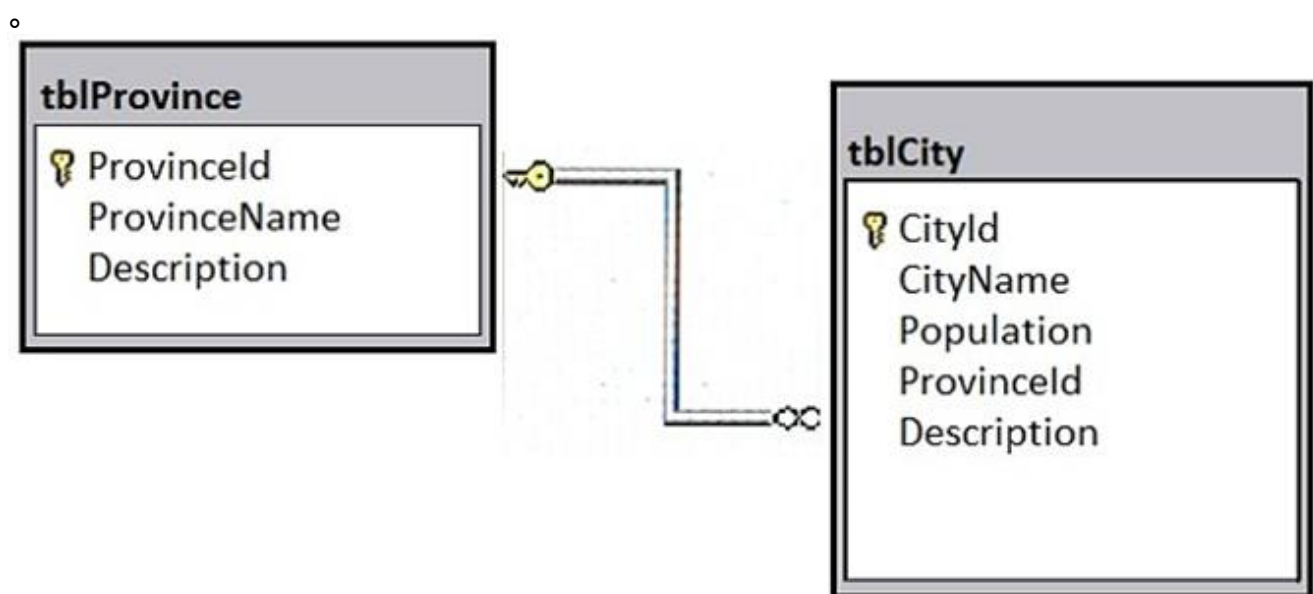 tblProvince
ProvinceId
ProvinceName
Description
tblCity
CityId
CityName
Population
ProvinceId
Description